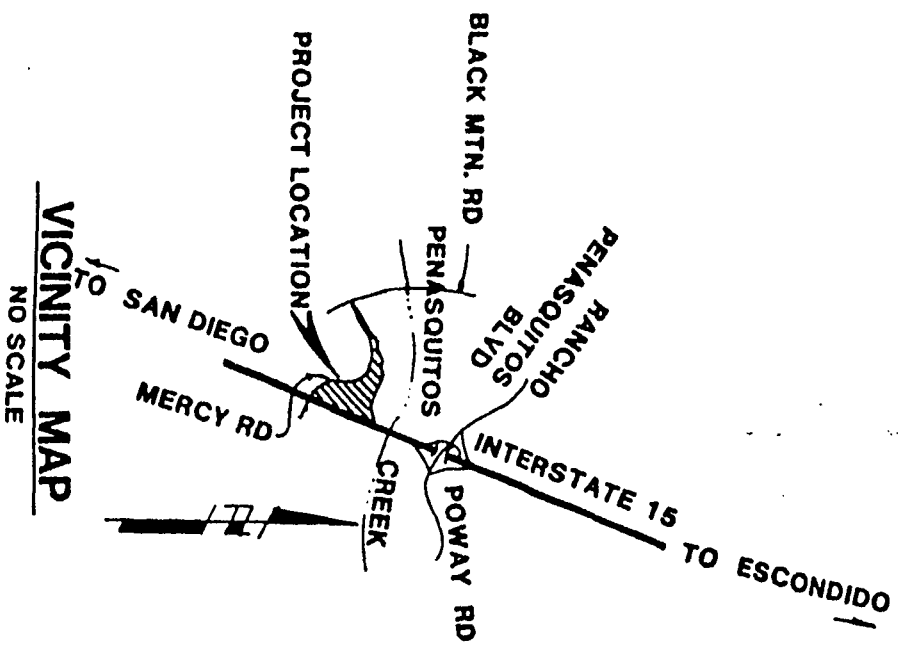 BLACK MTN. RD
PROJECT LOCATION
PENASQUITOS
CREEK
RANCHO
PENASQUITOS
BLVD
INTERSTATE 15
TO ESCONDIDO
POWAY RD
TO SAN DIEGO
MERCY RD
VICINITY MAP
NO SCALE